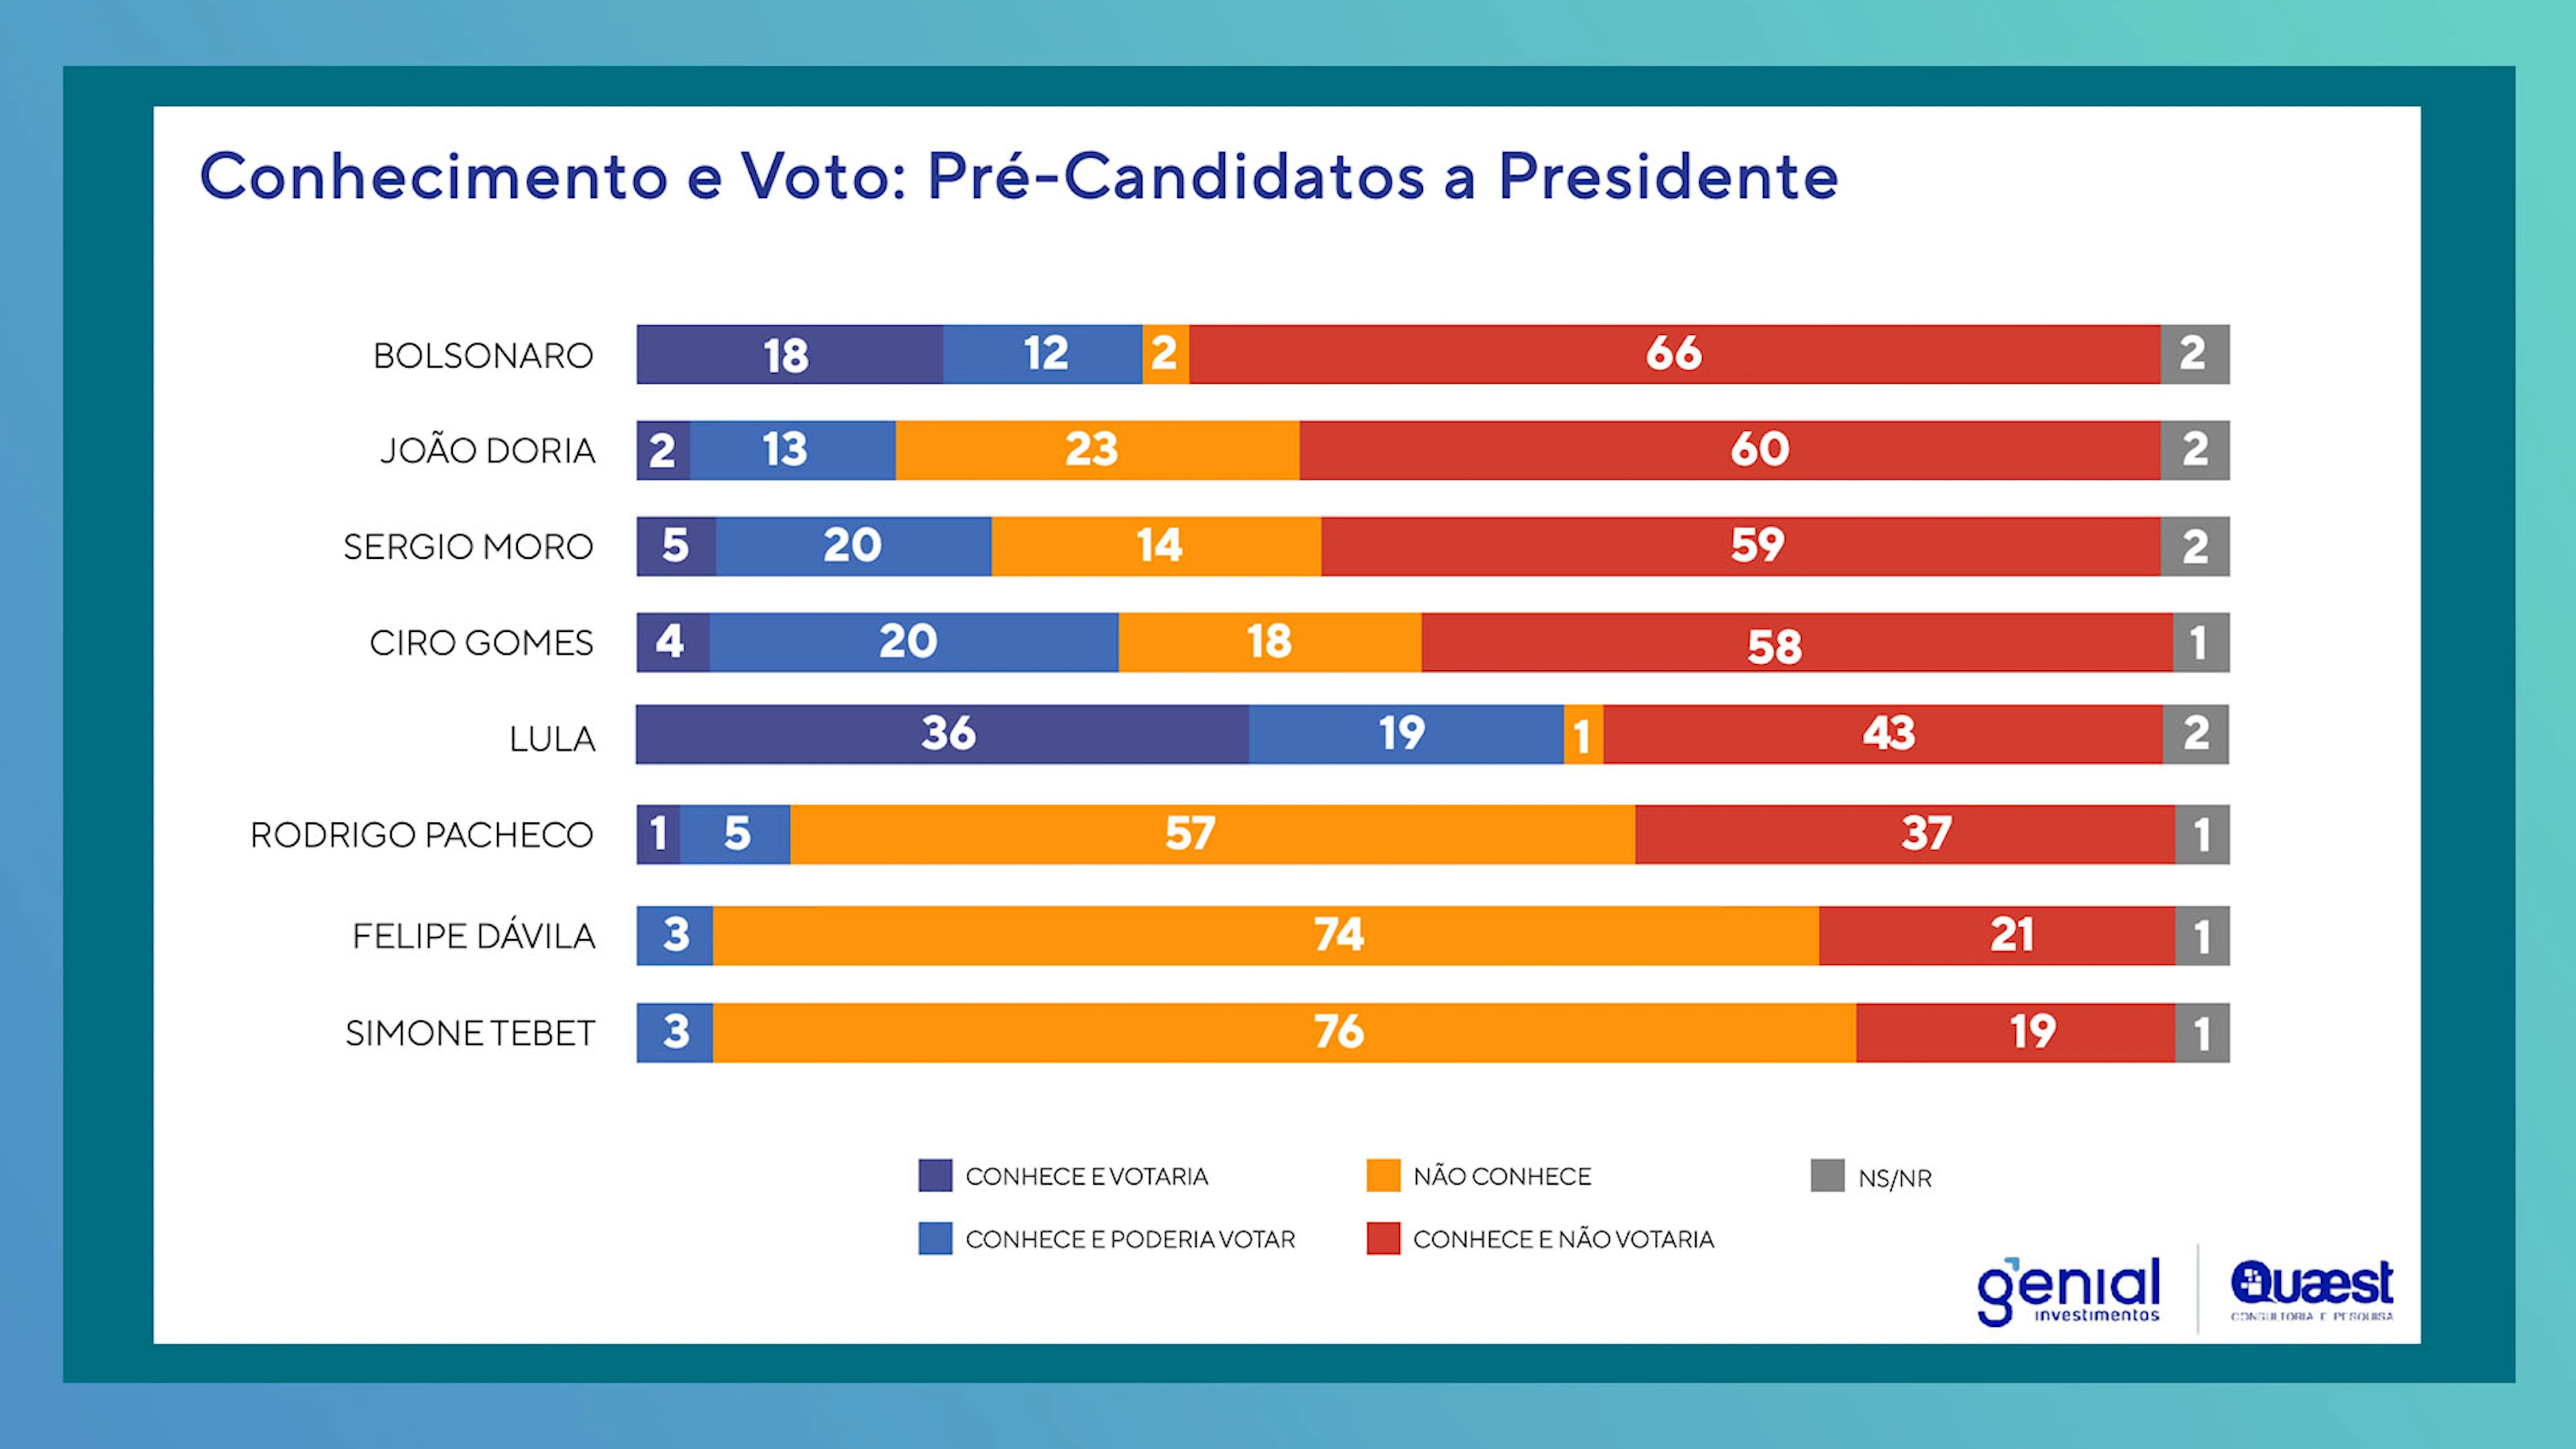 Conhecimento e Voto: Pré-Candidatos a Presidente
BOLSONARO 18 12 2 66 2
JOÃO DORIA 2 13 23 60 2
SERGIO MORO 5 20 14 59 2
CIRO GOMES 4 20 18 58 1
LULA 36 19 1 43 2
RODRIGO PACHECO 1 5 57 37 1
FELIPE DÁVILA 3 74 21 1
SIMONE TEBET 3 76 19 1
CONHECE E VOTARIA NÃO CONHECE NS/NR
CONHECE E PODERIA VOTAR CONHECE E NÃO VOTARIA
genial Quæst
investimentos CONSULTORIA E PESQUISA